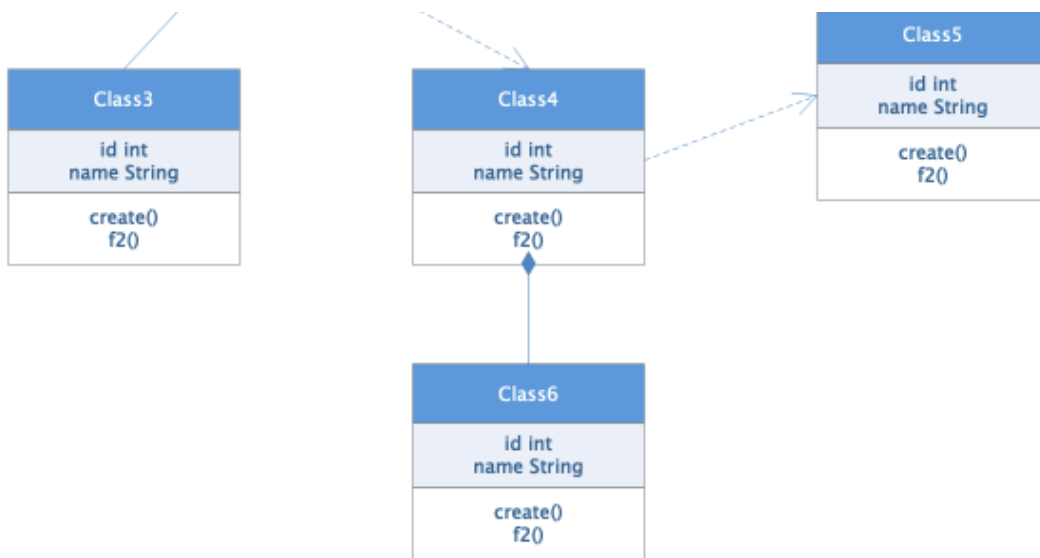 Class5
id int
name String
create()
f2()
Class3
id int
name String
create()
f2()
Class4
id int
name String
create()
f2()
Class6
id int
name String
create()
f2()